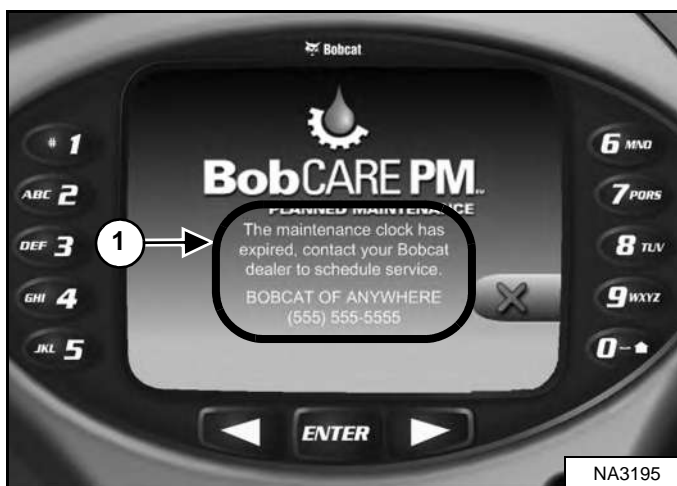 Bobcat
# 1
ABC 2
DEF 3
GHI 4
JKL 5
6 MNO
7 PQRS
8 TUV
9 WXYZ
0
BobCARE PM™
PLANNED MAINTENANCE
The maintenance clock has
expired, contact your Bobcat
dealer to schedule service.
BOBCAT OF ANYWHERE
(555) 555-5555
1
ENTER
NA3195